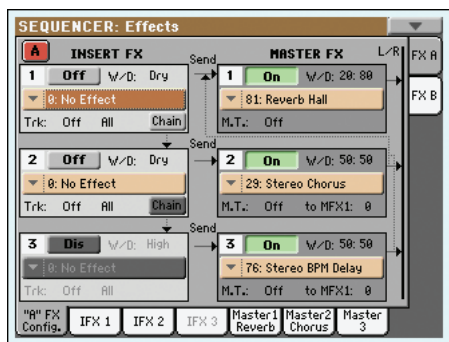 SEQUENCER: Effects
A INSERT FX Send MASTER FX L/R FX A
1 Off W/D: Dry 1 On W/D: 20:80
0: No Effect 81: Reverb Hall FX B
Trk: Off All Chain M.T.: Off
Send
2 Off W/D: Dry 2 On W/D: 50:50
0: No Effect 29: Stereo Chorus
Trk: Off All Chain M.T.: Off to MFX1: 0
Send
3 Dis W/D: High 3 On W/D: 50:50
0: No Effect 76: Stereo BPM Delay
Trk: Off All M.T.: Off to MFX1: 0
"A" FX Config. IFX 1 IFX 2 IFX 3 Master1 Reverb Master2 Chorus Master 3